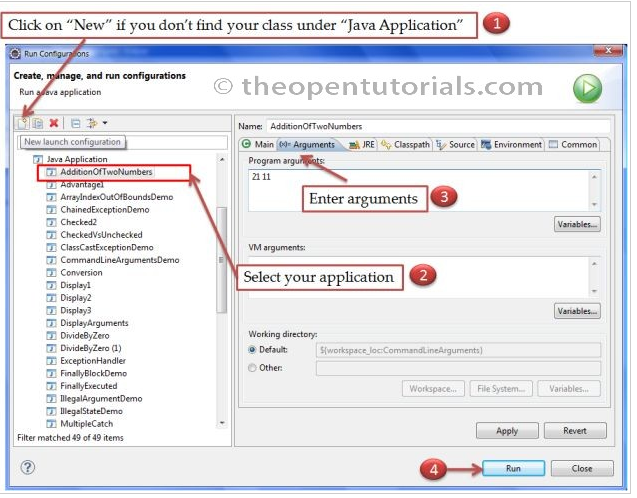 Click on “New” if you don’t find your class under “Java Application”
1
Run Configurations
Create, manage, and run configurations
Run a Java application
© theopentutorials.com
New launch configuration
Java Application
AdditionOfTwoNumbers
Advantage1
ArrayIndexOutOfBoundsDemo
ChainedExceptionDemo
Checked2
CheckedVsUnchecked
ClassCastExceptionDemo
CommandLineArgumentsDemo
Conversion
Display1
Display2
Display3
DisplayArguments
DivideByZero
DivideByZero (1)
ExceptionHandler
FinallyBlockDemo
FinallyExecuted
IllegalArgumentDemo
IllegalStateDemo
MultipleCatch
Filter matched 49 of 49 items
Name: AdditionOfTwoNumbers
Main (x)= Arguments JRE Classpath Source Environment Common
Program arguments:
21 11
Enter arguments
3
Variables...
VM arguments:
Select your application
2
Variables...
Working directory:
Default: ${workspace_loc:CommandLineArguments}
Other:
Workspace... File System... Variables...
Apply Revert
4
Run Close